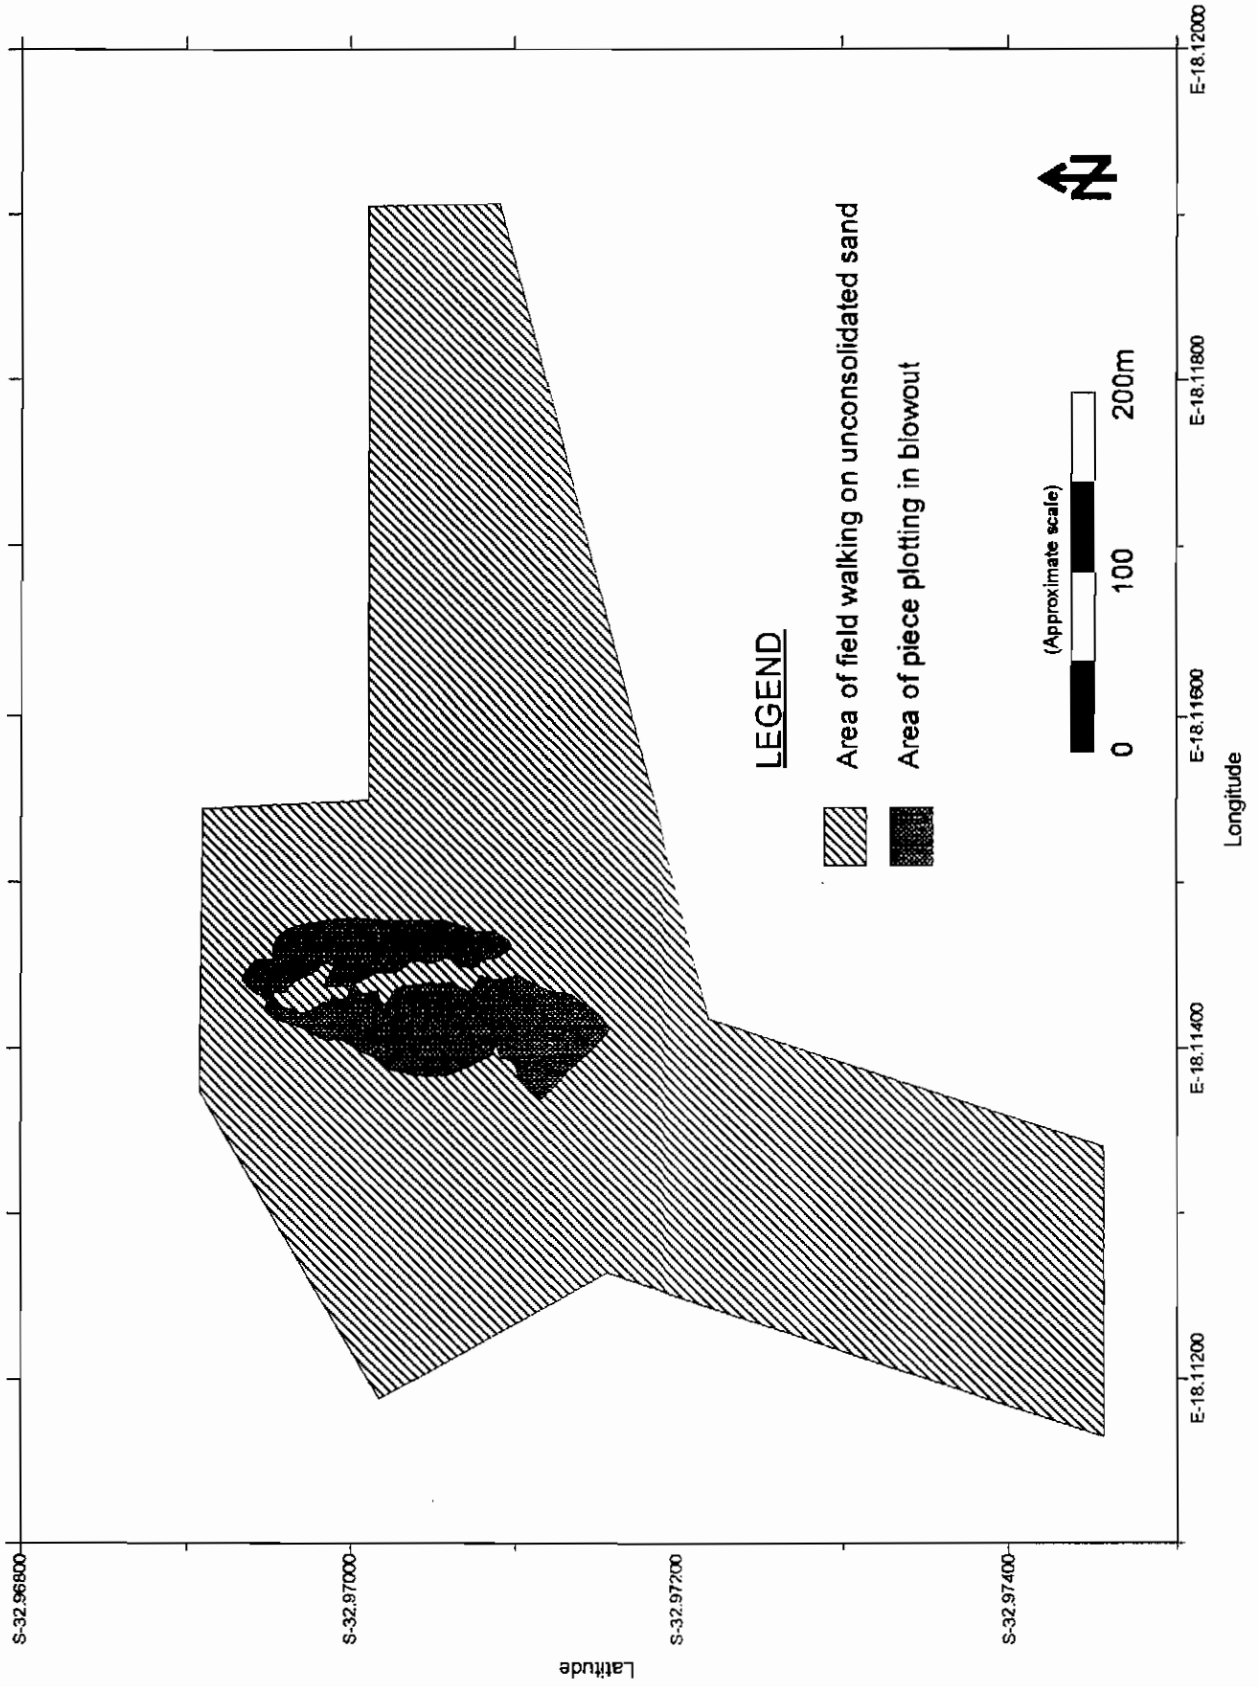 S-32.96800
S-32.97000
S-32.97200
S-32.97400
Latitude
LEGEND
Area of field walking on unconsolidated sand
Area of piece plotting in blowout
(Approximate scale)
0 100 200m
N
E-18.11200 E-18.11400 E-18.11600 E-18.11800 E-18.12000
Longitude